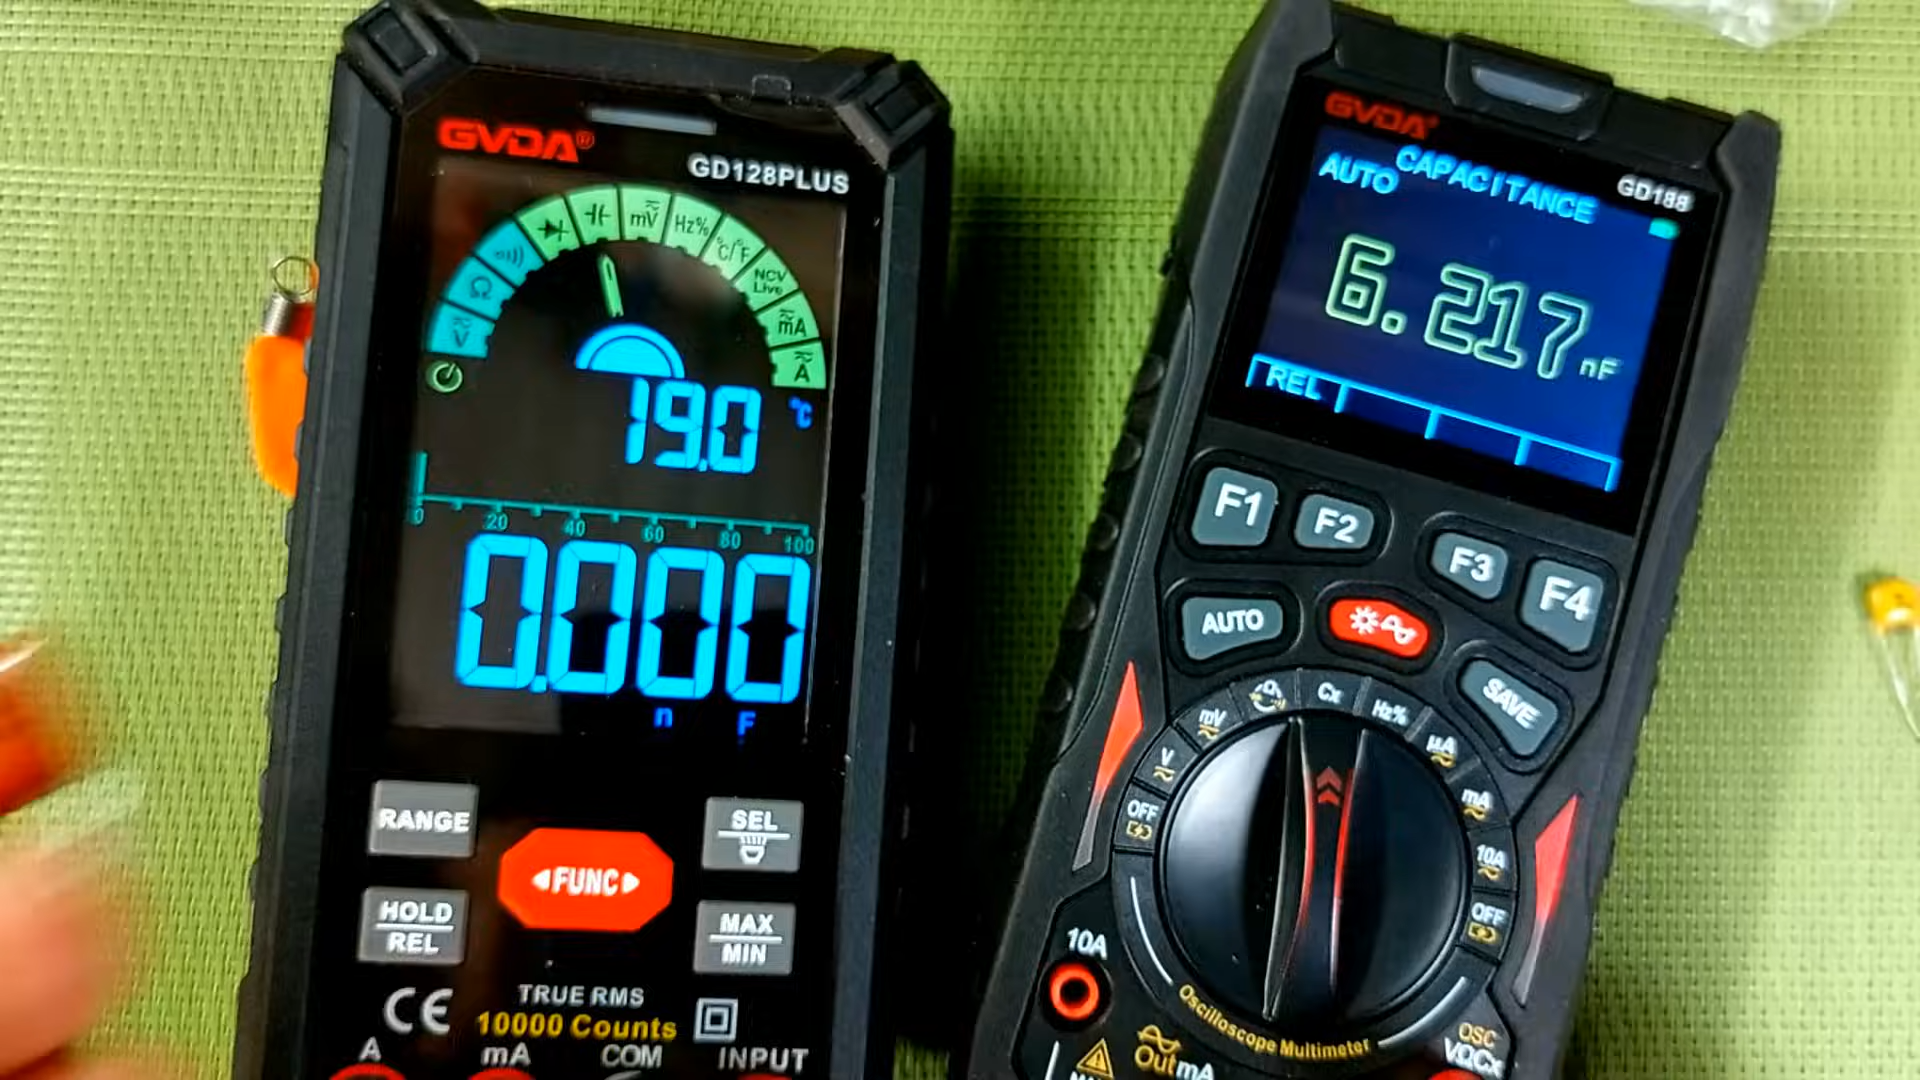 GVDA®
GD128PLUS
V
Ω
mV
Hz%
°C/°F
NCV
Live
mA
A
19.0 °C
0 20 40 60 80 100
0.000
n F
RANGE
SEL
FUNC
HOLD
REL
MAX
MIN
CE
TRUE RMS
10000 Counts
A
mA
COM
INPUT
GVDA®
GD188
AUTO
CAPACITANCE
6.217 nF
REL
F1
F2
F3
F4
AUTO
SAVE
OFF
V
mV
Ω
Cx
Hz%
µA
mA
10A
OFF
10A
Oscilloscope Multimeter
Out mA
OSC
VΩCx